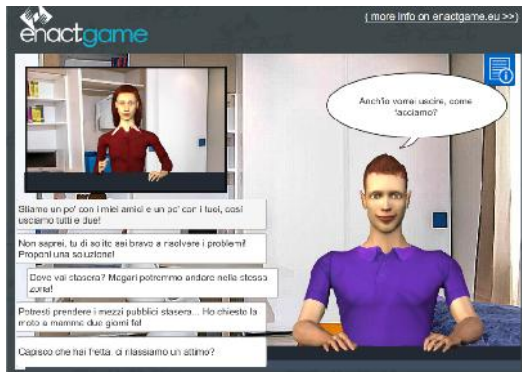 enactgame
( more info on enactgame.eu >>)
Anch'io vorrei uscire, come
facciamo?
Stiamo un po' con i miei amici e un po' con i tuoi, così
usciamo tutti e due!
Non saprei, tu di solito sei bravo a risolvere i problemi!
Proponi una soluzione!
Dove vai stasera? Magari potremmo andare nella stessa
zona!
Potresti prendere i mezzi pubblici stasera... Ho chiesto la
moto a mamma due giorni fa!
Capisco che hai fretta, ci rilassiamo un attimo?